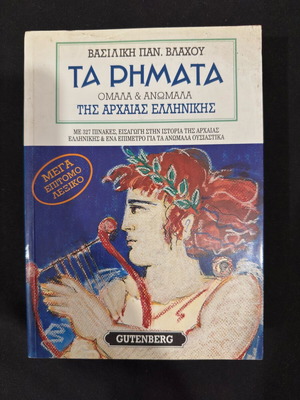 ΒΑΣΙΛΙΚΗ ΠΑΝ. ΒΛΑΧΟΥ
ΤΑ ΡΗΜΑΤΑ
ΟΜΑΛΑ & ΑΝΩΜΑΛΑ
ΤΗΣ ΑΡΧΑΙΑΣ ΕΛΛΗΝΙΚΗΣ
ΜΕ 327 ΠΙΝΑΚΕΣ, ΕΙΣΑΓΩΓΗ ΣΤΗΝ ΙΣΤΟΡΙΑ ΤΗΣ ΑΡΧΑΙΑΣ
ΕΛΛΗΝΙΚΗΣ & ΕΝΑ ΕΠΙΜΕΤΡΟ ΓΙΑ ΤΑ ΑΝΩΜΑΛΑ ΟΥΣΙΑΣΤΙΚΑ
ΜΕΓΑ
ΕΠΙΤΟΜΟ
ΛΕΞΙΚΟ
GUTENBERG